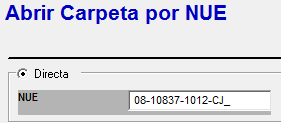 Abrir Carpeta por NUE
Directa
NUE 08-10837-1012-CJ_